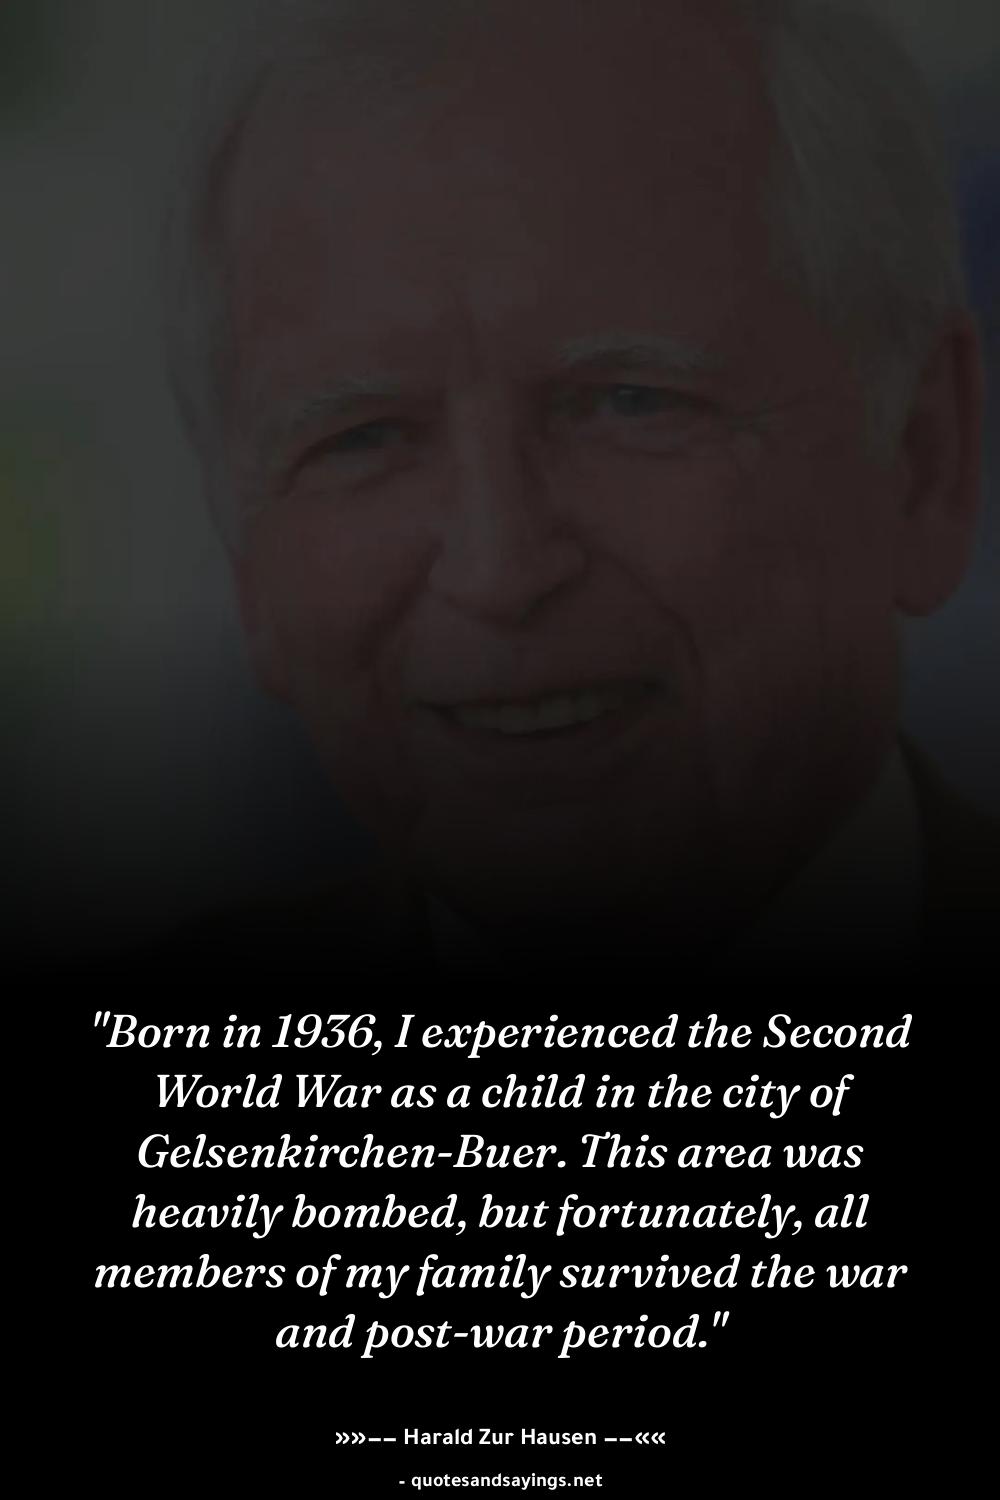 "Born in 1936, I experienced the Second
World War as a child in the city of
Gelsenkirchen-Buer. This area was
heavily bombed, but fortunately, all
members of my family survived the war
and post-war period."
»»−− Harald Zur Hausen −−««
- quotesandsayings.net